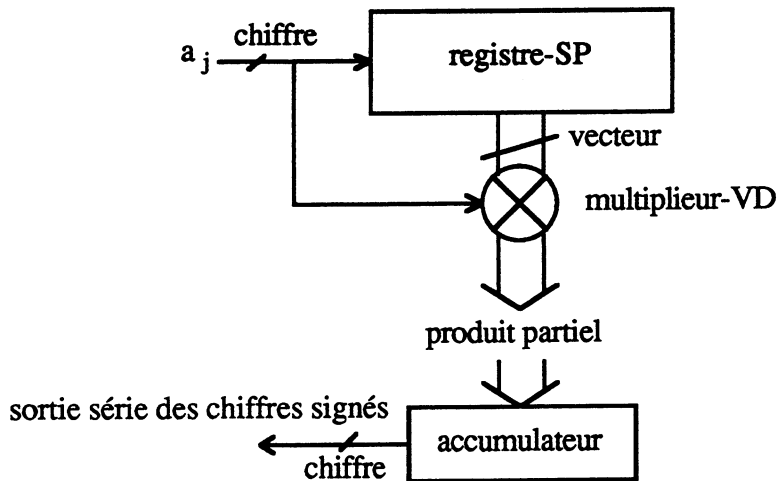 chiffre
a j
registre-SP
vecteur
multiplieur-VD
produit partiel
sortie série des chiffres signés
accumulateur
chiffre